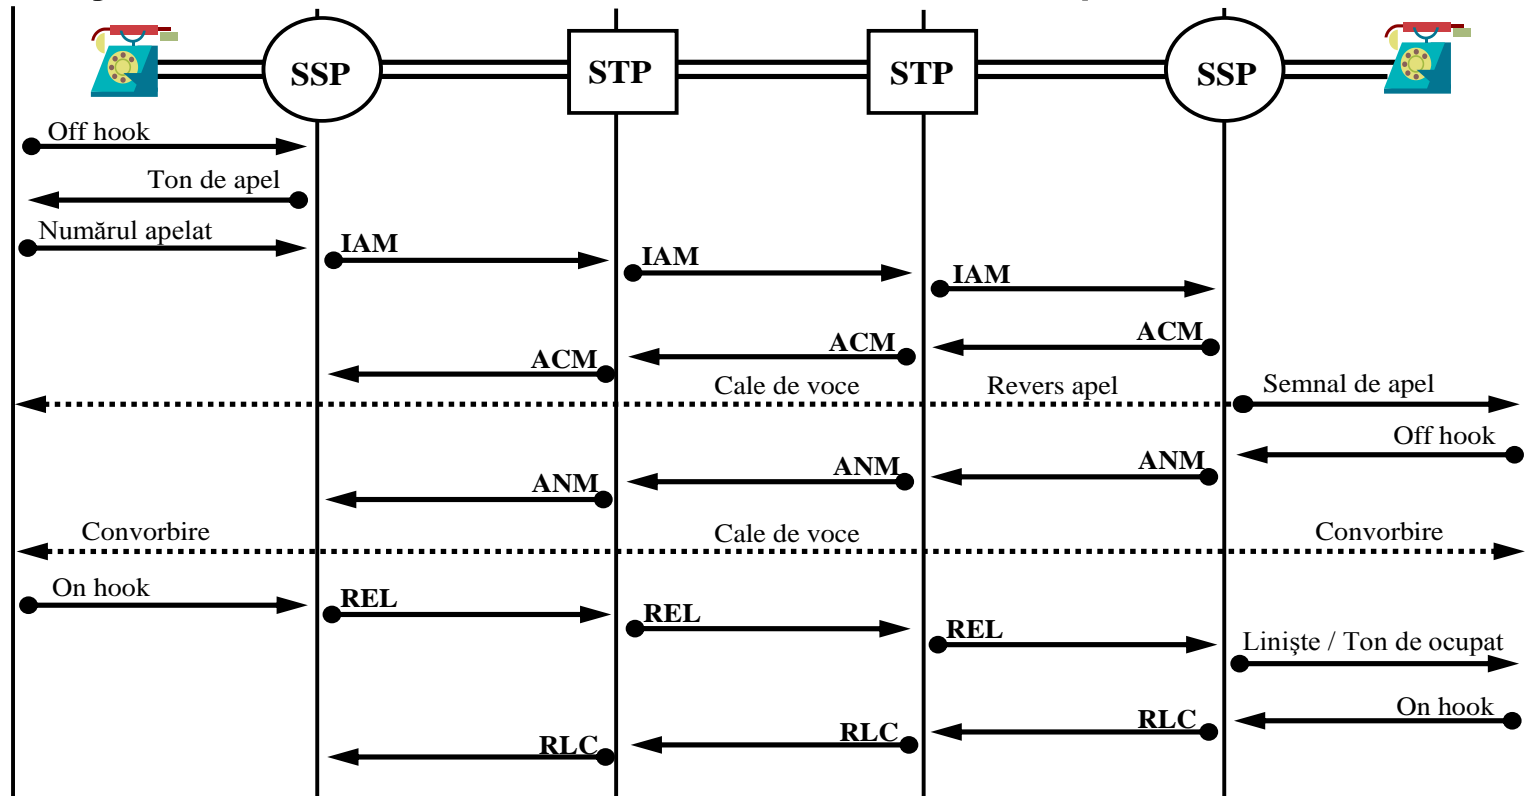 SSP
STP
STP
SSP
Off hook
Ton de apel
Numărul apelat
IAM
IAM
IAM
ACM
ACM
ACM
Cale de voce
Revers apel
Semnal de apel
Off hook
ANM
ANM
ANM
Convorbire
Cale de voce
Convorbire
On hook
REL
REL
REL
Linişte / Ton de ocupat
On hook
RLC
RLC
RLC